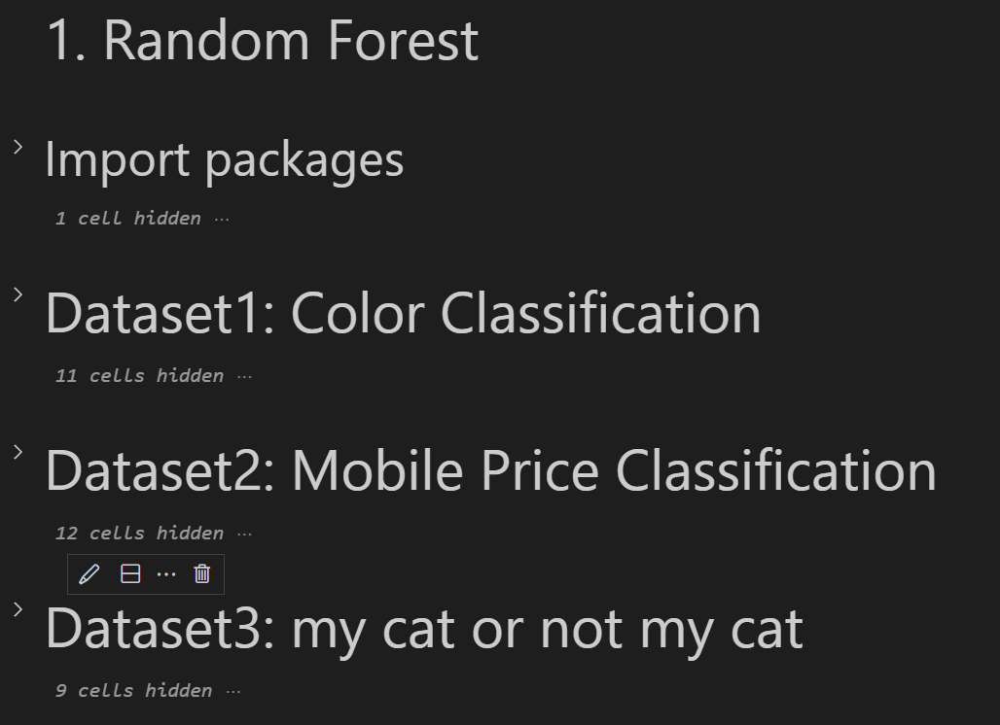 1. Random Forest
Import packages
1 cell hidden ...
Dataset1: Color Classification
11 cells hidden ...
Dataset2: Mobile Price Classification
12 cells hidden ...
Dataset3: my cat or not my cat
9 cells hidden ...